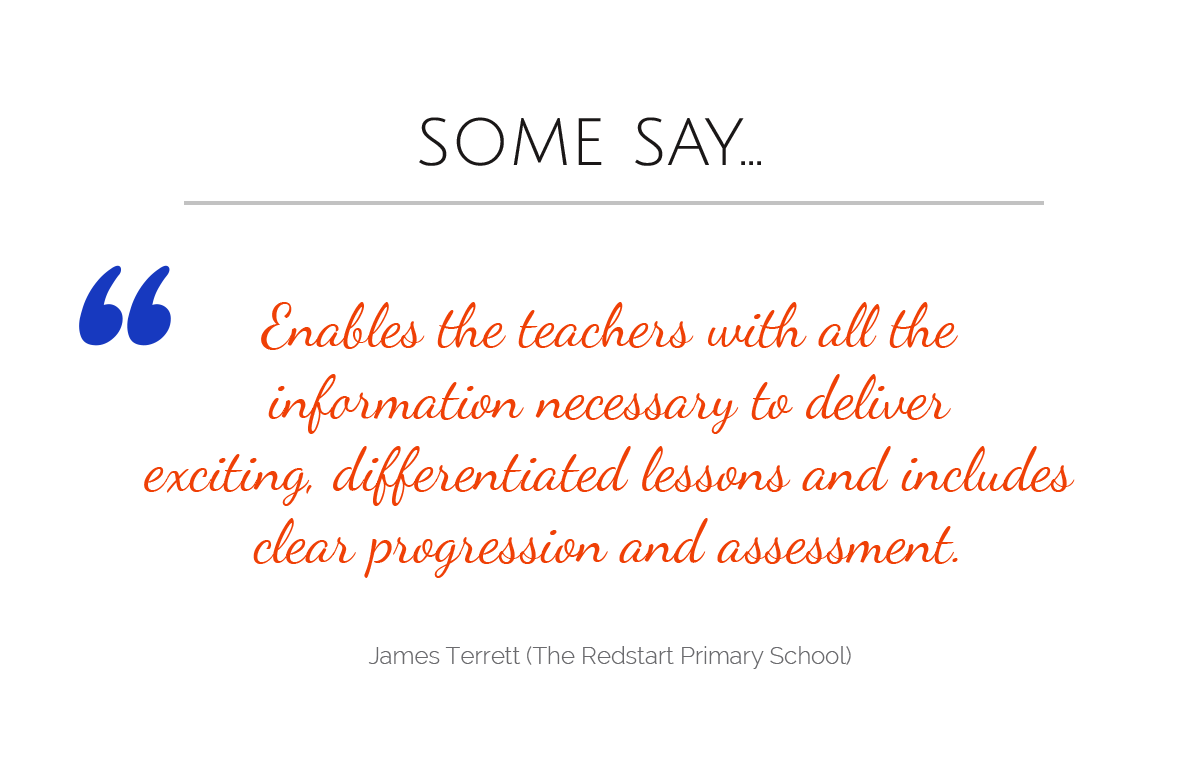 SOME SAY...
“
Enables the teachers with all the
information necessary to deliver
exciting, differentiated lessons and includes
clear progression and assessment.
James Terrett (The Redstart Primary School)